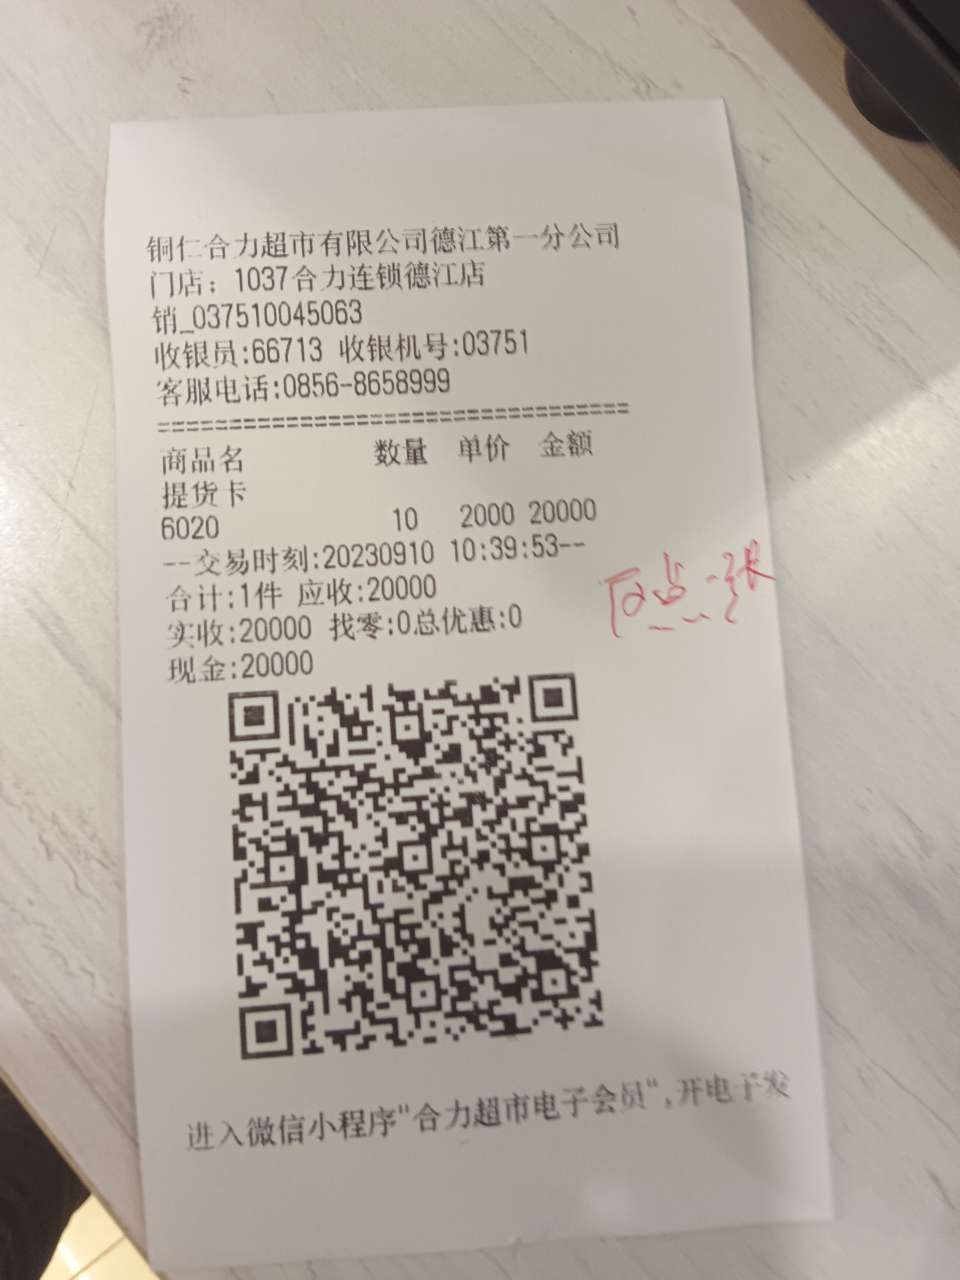 铜仁合力超市有限公司德江第一分公司
门店：1037合力连锁德江店
销_037510045063
收银员:66713 收银机号:03751
客服电话:0856-8658999
==================================
商品名 数量 单价 金额
提货卡
6020 10 2000 20000
--交易时刻:20230910 10:39:53--
合计:1件 应收:20000
实收:20000 找零:0总优惠:0
现金:20000
进入微信小程序"合力超市电子会员",开电子发